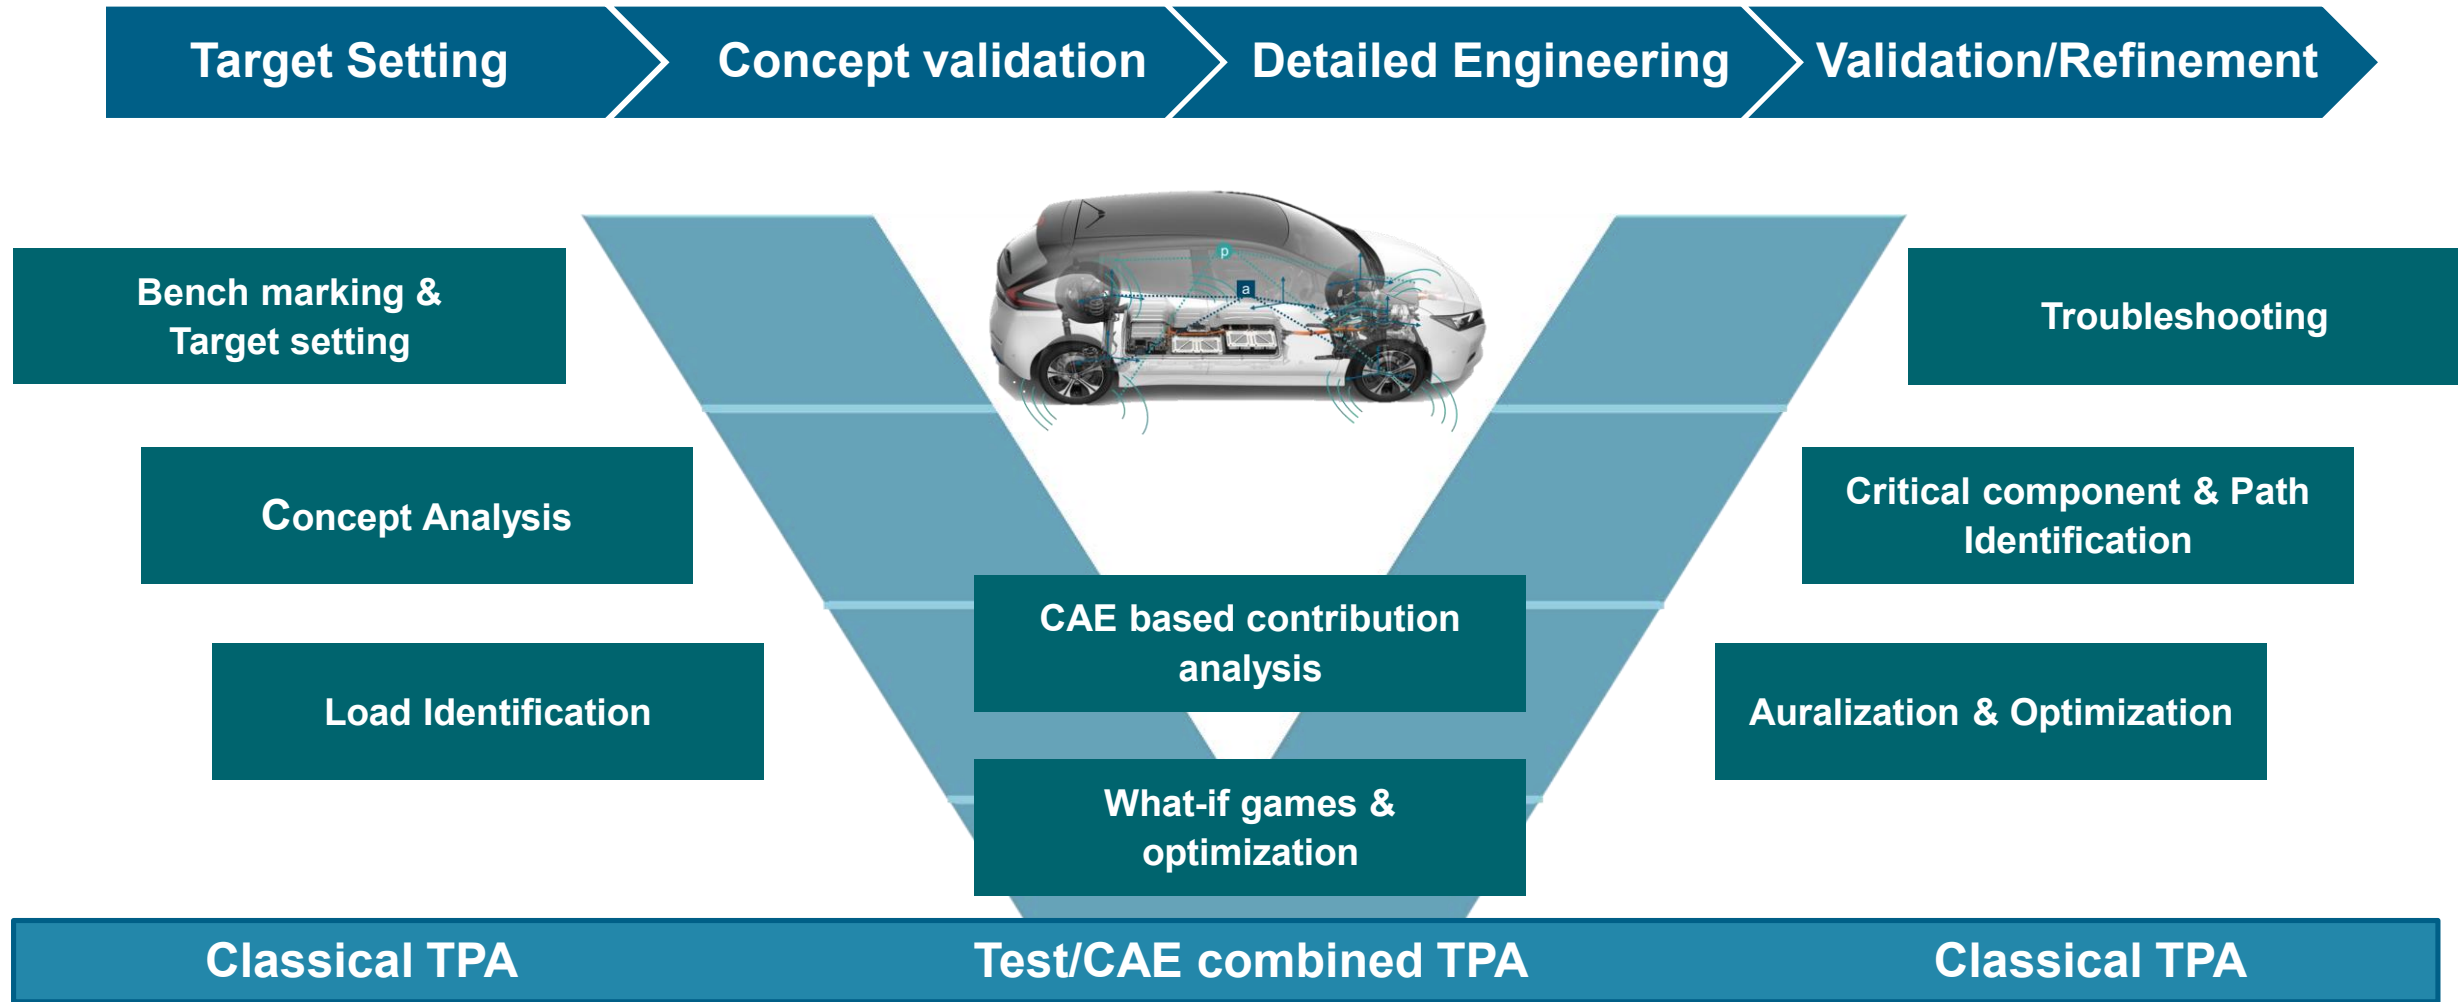 Target Setting
Concept validation
Detailed Engineering
Validation/Refinement
p
a
Bench marking &
Target setting
Troubleshooting
Concept Analysis
Critical component & Path
Identification
CAE based contribution
analysis
Load Identification
Auralization & Optimization
What-if games &
optimization
Classical TPA
Test/CAE combined TPA
Classical TPA